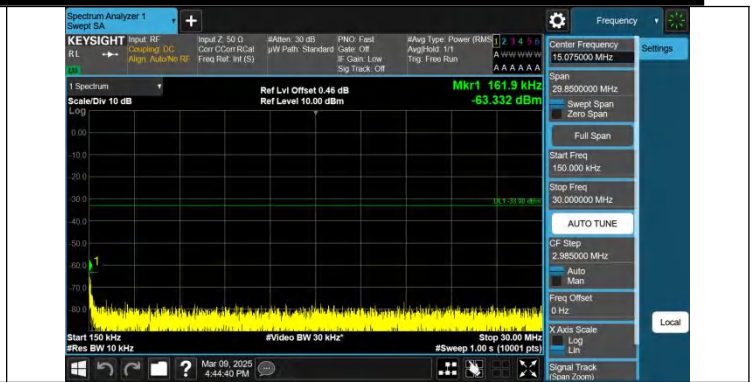 Spectrum Analyzer 1
Swept SA
Frequency
KEYSIGHT
RL
Input: RF
Coupling: DC
Align: Auto/No RF
Input Z: 50 Ω
Corr CCorr RCal
Freq Ref: Int (S)
#Atten: 30 dB
µW Path: Standard
PNO: Fast
Gate: Off
IF Gain: Low
Sig Track: Off
#Avg Type: Power (RMS
Avg|Hold: 1/1
Trig: Free Run
1 2 3 4 5 6
A W W W W W
A A A A A A
1 Spectrum
Scale/Div 10 dB
Log
Ref Lvl Offset 0.46 dB
Ref Level 10.00 dBm
Mkr1 161.9 kHz
-63.332 dBm
0.00
-10.0
-20.0
-30.0
-40.0
-50.0
-60.0
-70.0
-80.0
DL1 -33.00 dBm
1
Start 150 kHz
#Res BW 10 kHz
#Video BW 30 kHz*
Stop 30.00 MHz
#Sweep 1.00 s (10001 pts)
Mar 09, 2025
4:44:40 PM
Center Frequency
15.075000 MHz
Settings
Span
29.8500000 MHz
Swept Span
Zero Span
Full Span
Start Freq
150.000 kHz
Stop Freq
30.000000 MHz
AUTO TUNE
CF Step
2.985000 MHz
Auto
Man
Freq Offset
0 Hz
X Axis Scale
Log
Lin
Local
Signal Track
(Span Zoom)